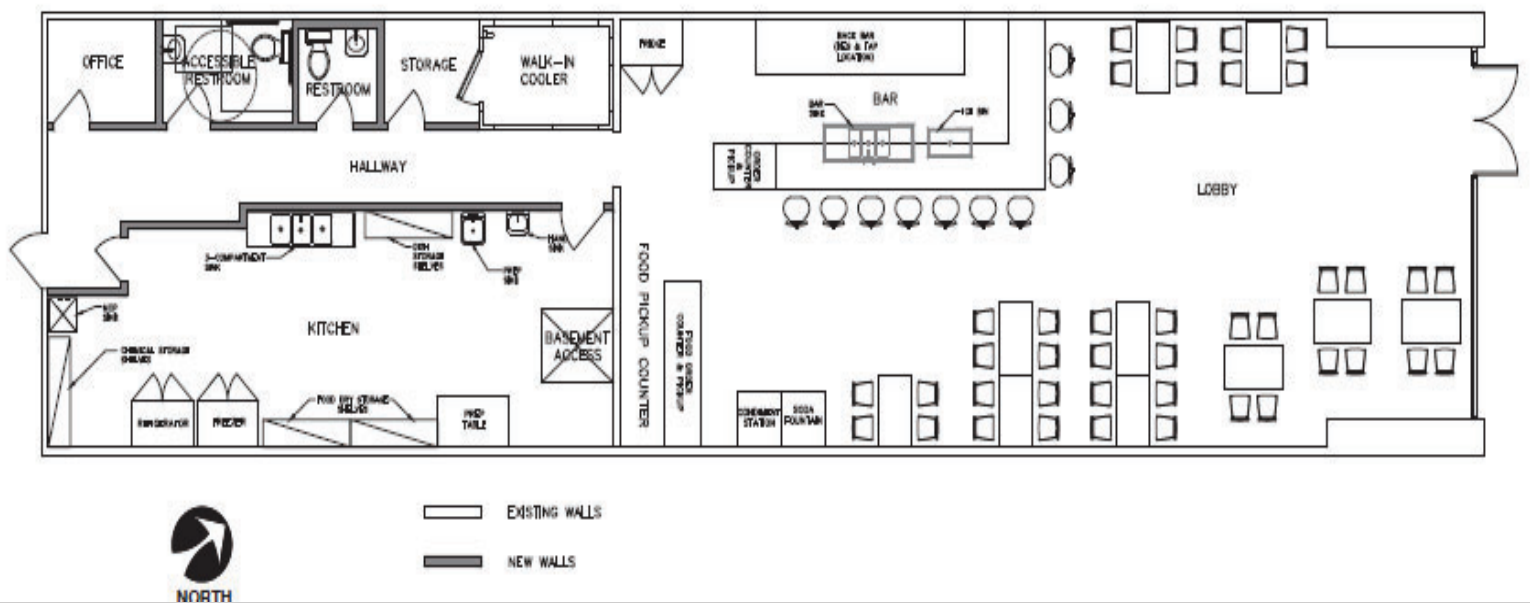 OFFICE
ACCESSIBLE
RESTROOM
RESTROOM
STORAGE
WALK-IN
COOLER
FRIDGE
BACK BAR
(KEG & TAP
LOCATION)
BAR
BAR
SINK
ICE BIN
ORDER
COUNTER
&
PICKUP
HALLWAY
LOBBY
3-COMPARTMENT
SINK
DISH
STORAGE
SHELVES
PREP
SINK
HAND
SINK
MOP
SINK
KITCHEN
BASEMENT
ACCESS
CHEMICAL STORAGE
SHELVES
FOOD PICKUP COUNTER
FOOD ORDER
COUNTER & PICKUP
REFRIGERATOR
FREEZER
FOOD DRY STORAGE
SHELVES
PREP
TABLE
CONDIMENT
STATION
SODA
FOUNTAIN
EXISTING WALLS
NEW WALLS
NORTH